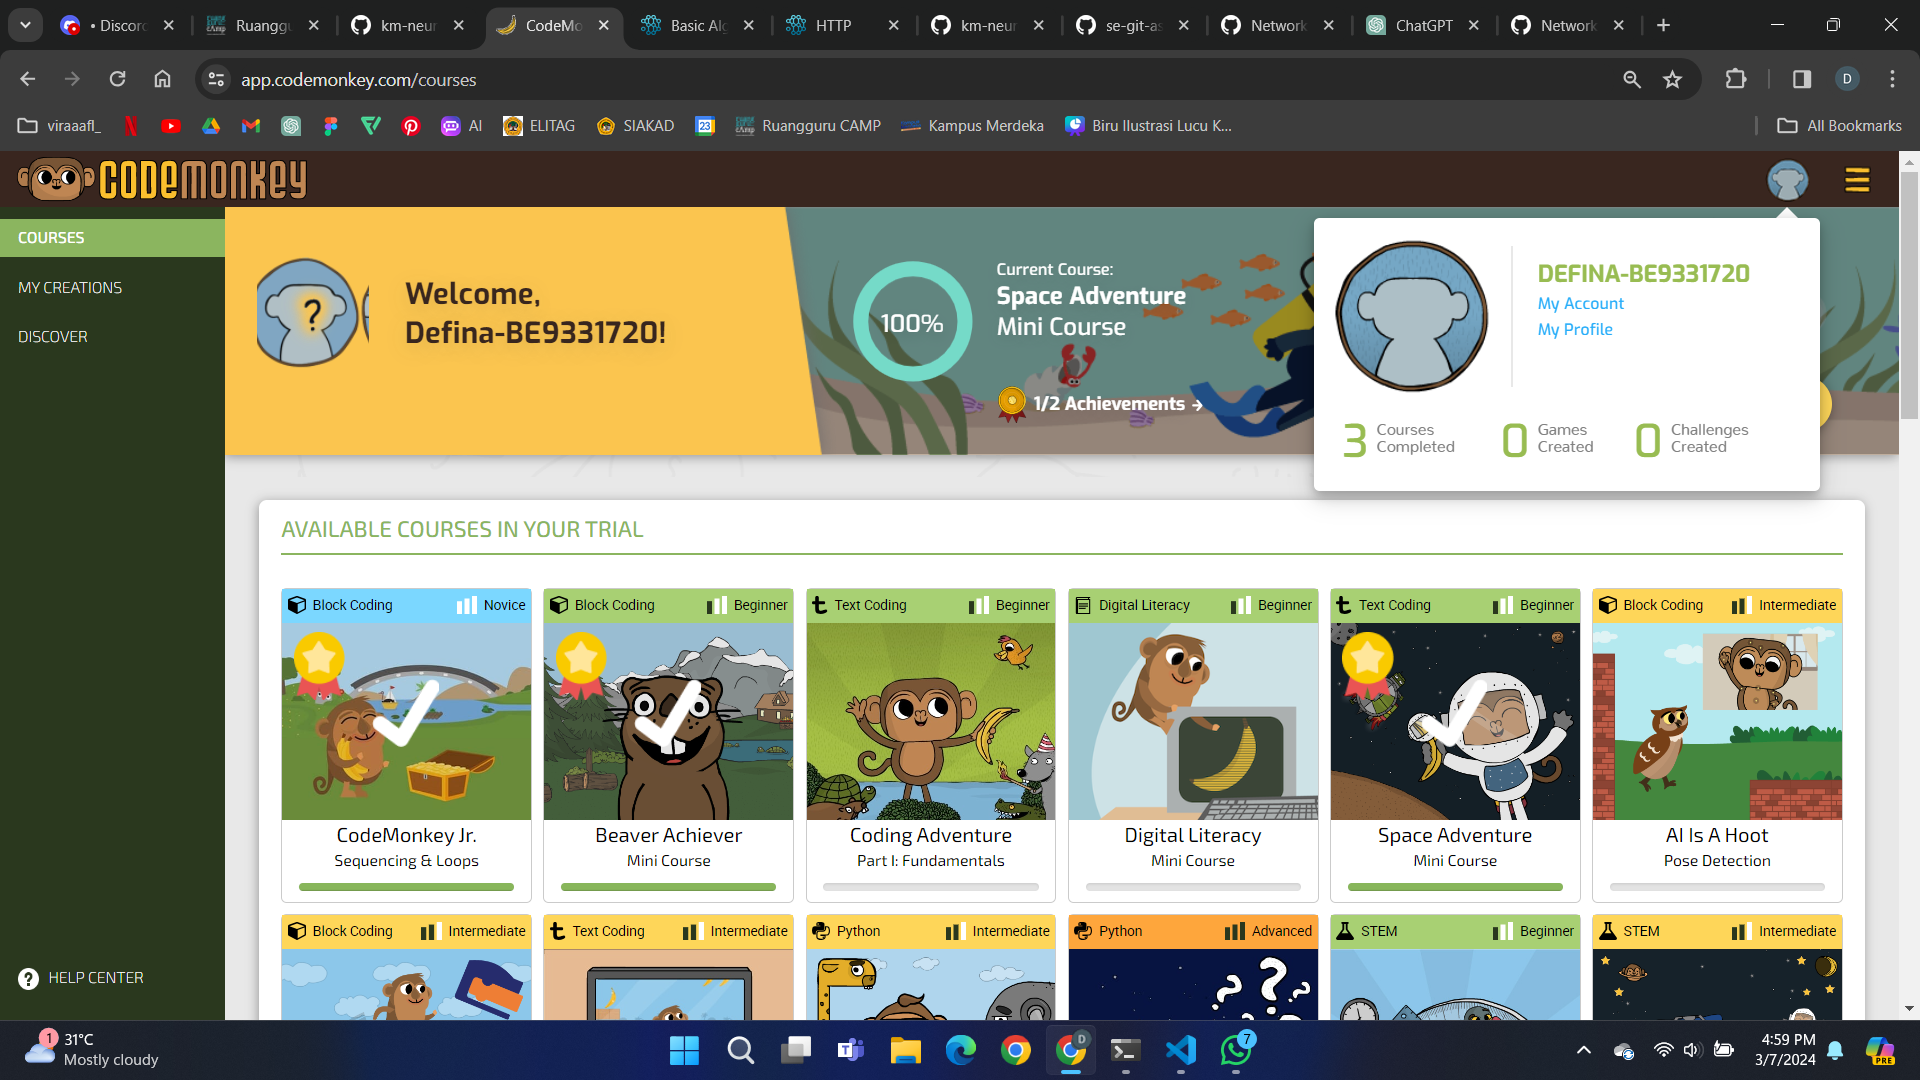 • Discord
Ruanggu
km-neur
CodeMo
Basic Alg
HTTP
km-neur
se-git-as
Network
ChatGPT
Network
app.codemonkey.com/courses
D
viraaafl_
AI
ELITAG
SIAKAD
23
Ruangguru CAMP
Kampus Merdeka
Biru Ilustrasi Lucu K...
All Bookmarks
CODEMONKEY
COURSES
MY CREATIONS
DISCOVER
HELP CENTER
?
Welcome,
Defina-BE9331720!
100%
Current Course:
Space Adventure
Mini Course
1/2 Achievements →
DEFINA-BE9331720
My Account
My Profile
3 Courses Completed
0 Games Created
0 Challenges Created
AVAILABLE COURSES IN YOUR TRIAL
Block Coding Novice
CodeMonkey Jr.
Sequencing & Loops
Block Coding Beginner
Beaver Achiever
Mini Course
Text Coding Beginner
Coding Adventure
Part I: Fundamentals
Digital Literacy Beginner
Digital Literacy
Mini Course
Text Coding Beginner
Space Adventure
Mini Course
Block Coding Intermediate
AI Is A Hoot
Pose Detection
Block Coding Intermediate
Text Coding Intermediate
Python Intermediate
Python Advanced
? ? ?
STEM Beginner
STEM Intermediate
1
31°C
Mostly cloudy
D
7
4:59 PM
3/7/2024
PRE